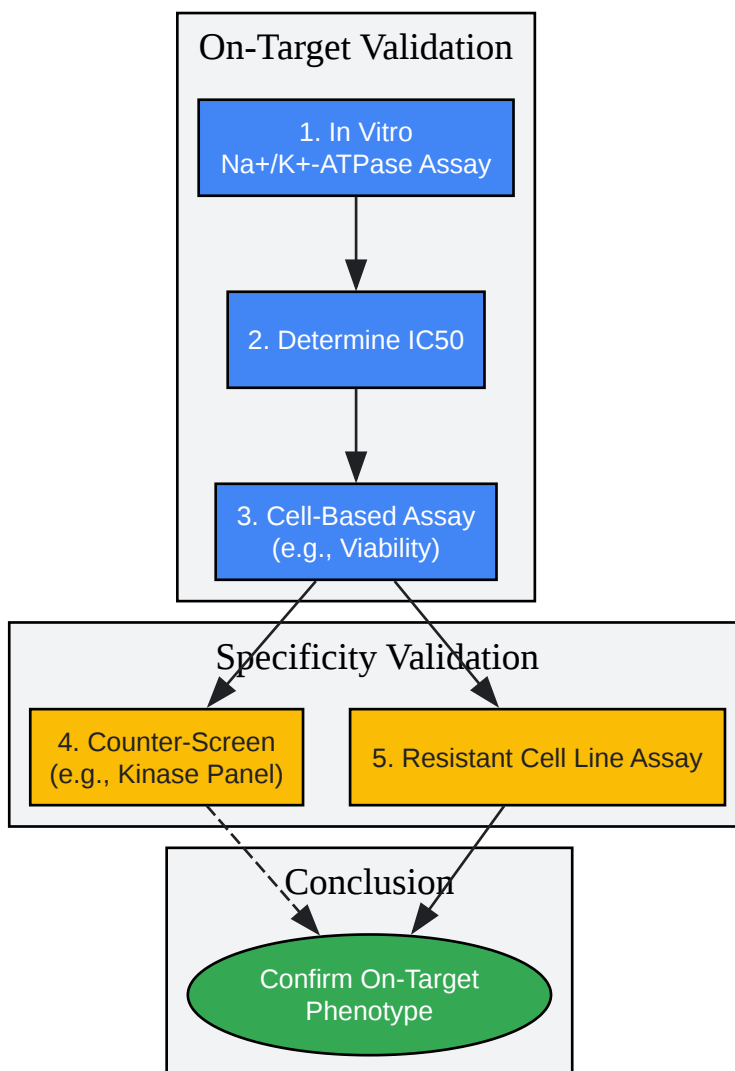 On-Target Validation
1. In Vitro
Na+/K+-ATPase Assay
2. Determine IC50
3. Cell-Based Assay
(e.g., Viability)
Specificity Validation
4. Counter-Screen
(e.g., Kinase Panel)
5. Resistant Cell Line Assay
Conclusion
Confirm On-Target
Phenotype